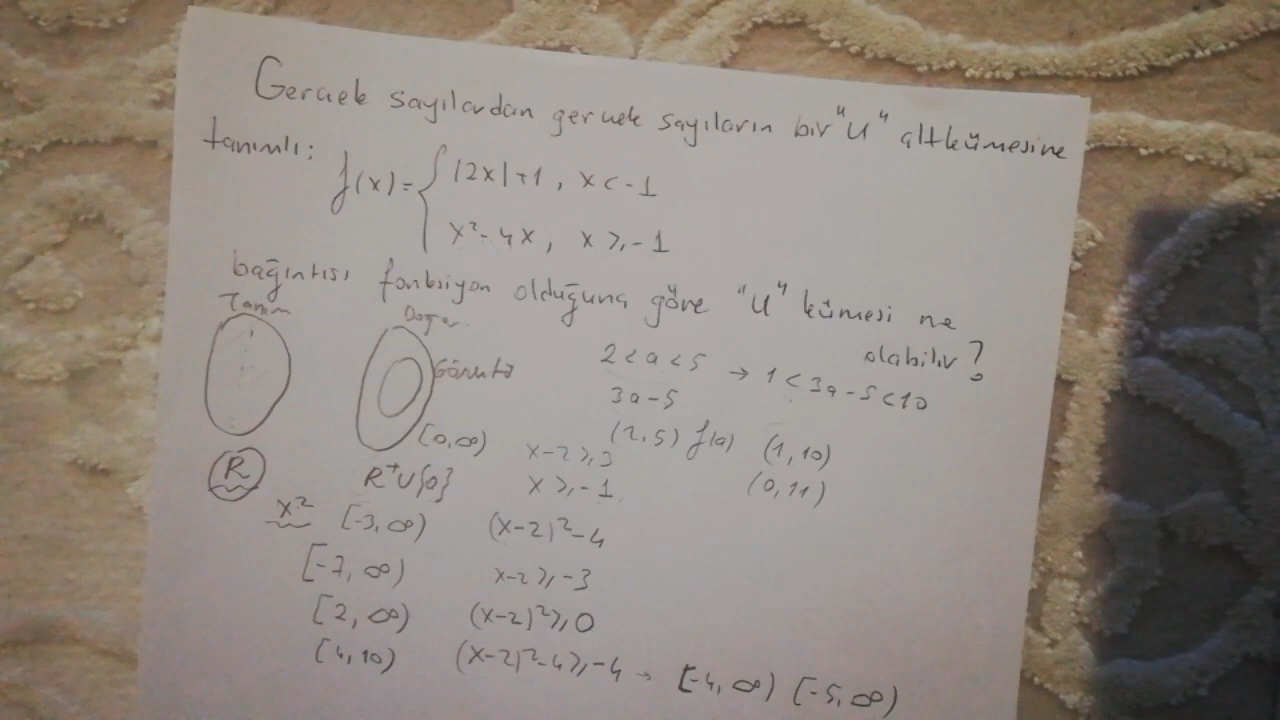 Gerçek sayılardan gerçek sayıların bir "U" altkümesine
tanımlı:
f(x)= { |2x|+1, x<-1
x²-4x, x≥-1
bağıntısı fonksiyon olduğuna göre "U" kümesi ne
olabilir?
Tanım
Değer
Görüntü
2<a<5 → 1<3a-5<10
3a-5
[0,∞)
(2,5) f(a) (1,10)
x-2≥3
(0,11)
R
R⁺U{0}
x≥-1
x² [-3,∞) (x-2)²-4
[-7,∞) x-2≥-3
[2,∞) (x-2)²≥0
(4,10) (x-2)²-4≥-4 → [-4,∞) [-5,∞)